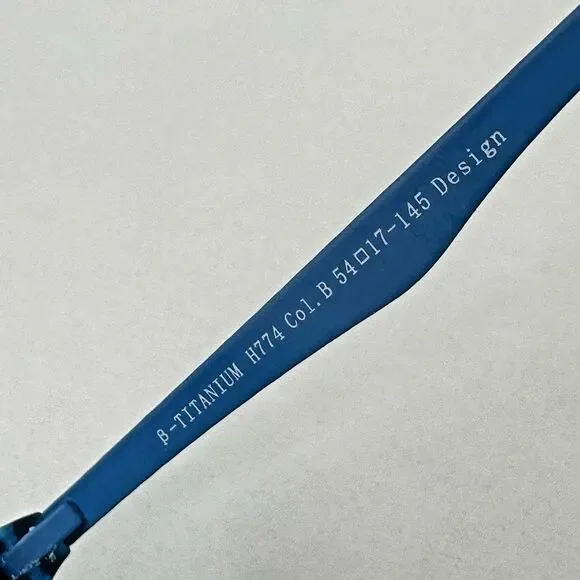 β-TITANIUM H774 Col.B 54□17-145 Design